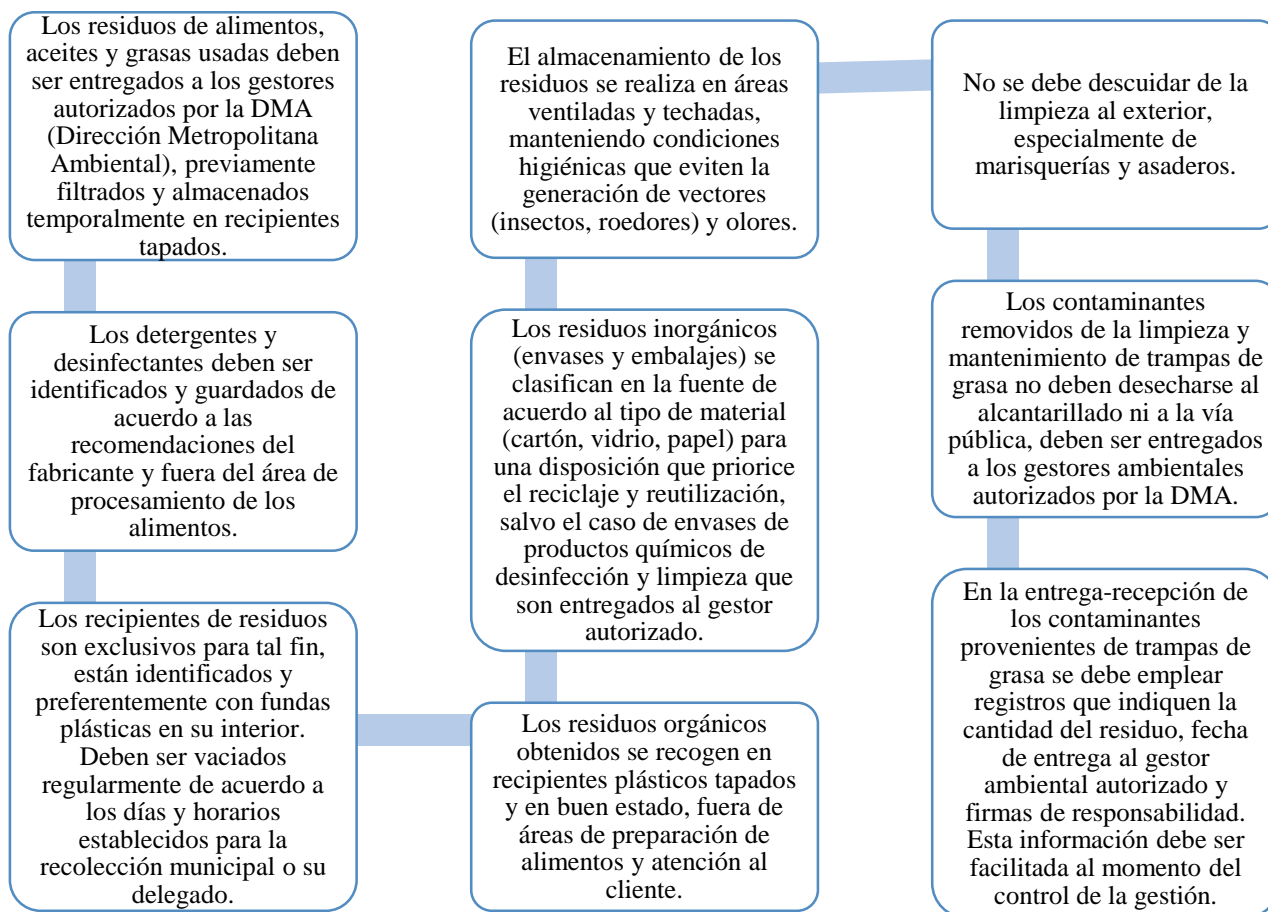 Los residuos de alimentos,
aceites y grasas usadas deben
ser entregados a los gestores
autorizados por la DMA
(Dirección Metropolitana
Ambiental), previamente
filtrados y almacenados
temporalmente en recipientes
tapados.
Los detergentes y
desinfectantes deben ser
identificados y guardados de
acuerdo a las
recomendaciones del
fabricante y fuera del área de
procesamiento de los
alimentos.
Los recipientes de residuos
son exclusivos para tal fin,
están identificados y
preferentemente con fundas
plásticas en su interior.
Deben ser vaciados
regularmente de acuerdo a
los días y horarios
establecidos para la
recolección municipal o su
delegado.
Los residuos orgánicos
obtenidos se recogen en
recipientes plásticos tapados
y en buen estado, fuera de
áreas de preparación de
alimentos y atención al
cliente.
Los residuos inorgánicos
(envases y embalajes) se
clasifican en la fuente de
acuerdo al tipo de material
(cartón, vidrio, papel) para
una disposición que priorice
el reciclaje y reutilización,
salvo el caso de envases de
productos químicos de
desinfección y limpieza que
son entregados al gestor
autorizado.
El almacenamiento de los
residuos se realiza en áreas
ventiladas y techadas,
manteniendo condiciones
higiénicas que eviten la
generación de vectores
(insectos, roedores) y olores.
No se debe descuidar de la
limpieza al exterior,
especialmente de
marisquerías y asaderos.
Los contaminantes
removidos de la limpieza y
mantenimiento de trampas de
grasa no deben desecharse al
alcantarillado ni a la vía
pública, deben ser entregados
a los gestores ambientales
autorizados por la DMA.
En la entrega-recepción de
los contaminantes
provenientes de trampas de
grasa se debe emplear
registros que indiquen la
cantidad del residuo, fecha
de entrega al gestor
ambiental autorizado y
firmas de responsabilidad.
Esta información debe ser
facilitada al momento del
control de la gestión.